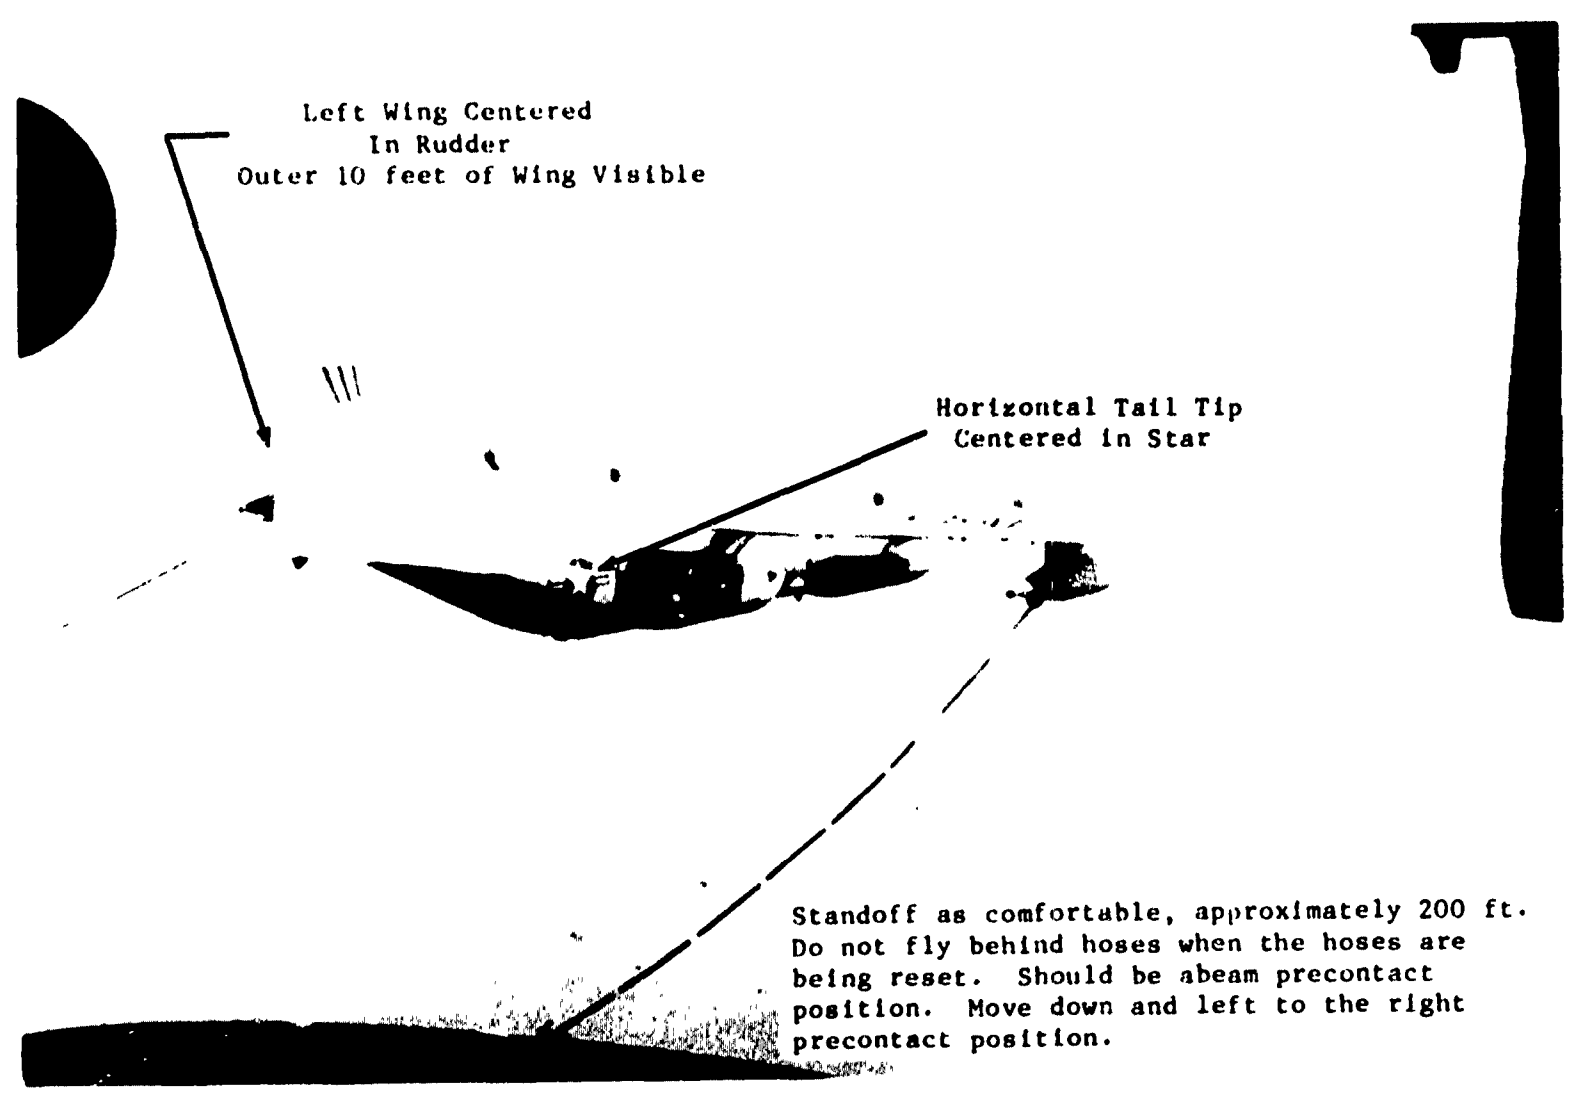 Left Wing Centered
In Rudder
Outer 10 feet of Wing Visible
Horizontal Tail Tip
Centered in Star
Standoff as comfortable, approximately 200 ft.
Do not fly behind hoses when the hoses are
being reset.  Should be abeam precontact
position.  Move down and left to the right
precontact position.